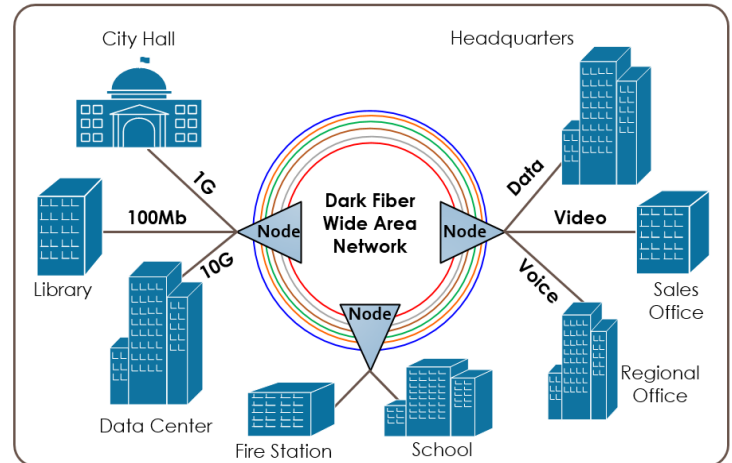 City Hall
Headquarters
1G
Data
100Mb
Node
Dark Fiber
Wide Area
Network
Node
Video
10G
Voice
Library
Sales
Office
Node
Regional
Office
Data Center
Fire Station
School